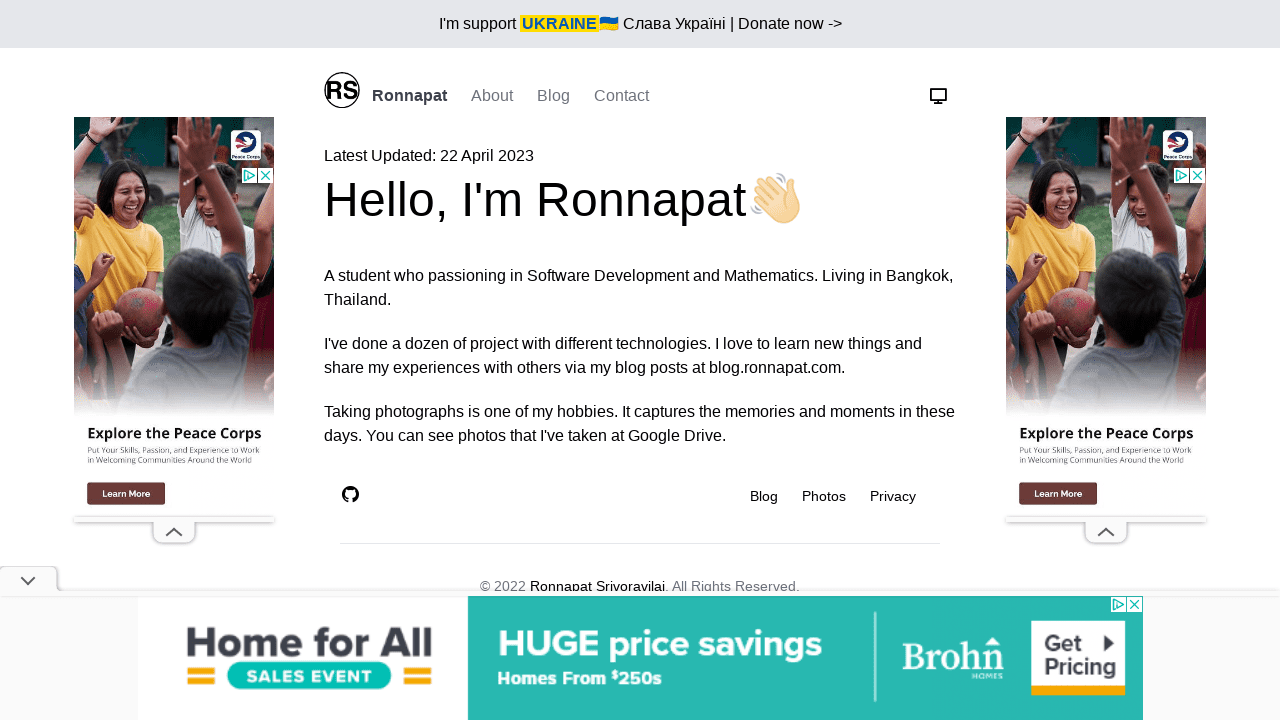 I'm support UKRAINE🇺🇦 Слава Україні | Donate now ->
RS Ronnapat About Blog Contact
Latest Updated: 22 April 2023
Hello, I'm Ronnapat👋🏼
A student who passioning in Software Development and Mathematics. Living in Bangkok,
Thailand.
I've done a dozen of project with different technologies. I love to learn new things and
share my experiences with others via my blog posts at blog.ronnapat.com.
Taking photographs is one of my hobbies. It captures the memories and moments in these
days. You can see photos that I've taken at Google Drive.
Blog Photos Privacy
© 2022 Ronnapat Srivoravilai. All Rights Reserved.
Peace Corps
Explore the Peace Corps
Put Your Skills, Passion, and Experience to Work
in Welcoming Communities Around the World
Learn More
Peace Corps
Explore the Peace Corps
Put Your Skills, Passion, and Experience to Work
in Welcoming Communities Around the World
Learn More
Home for All
SALES EVENT
HUGE price savings
Homes From $250s
Brohn
HOMES
Get
Pricing